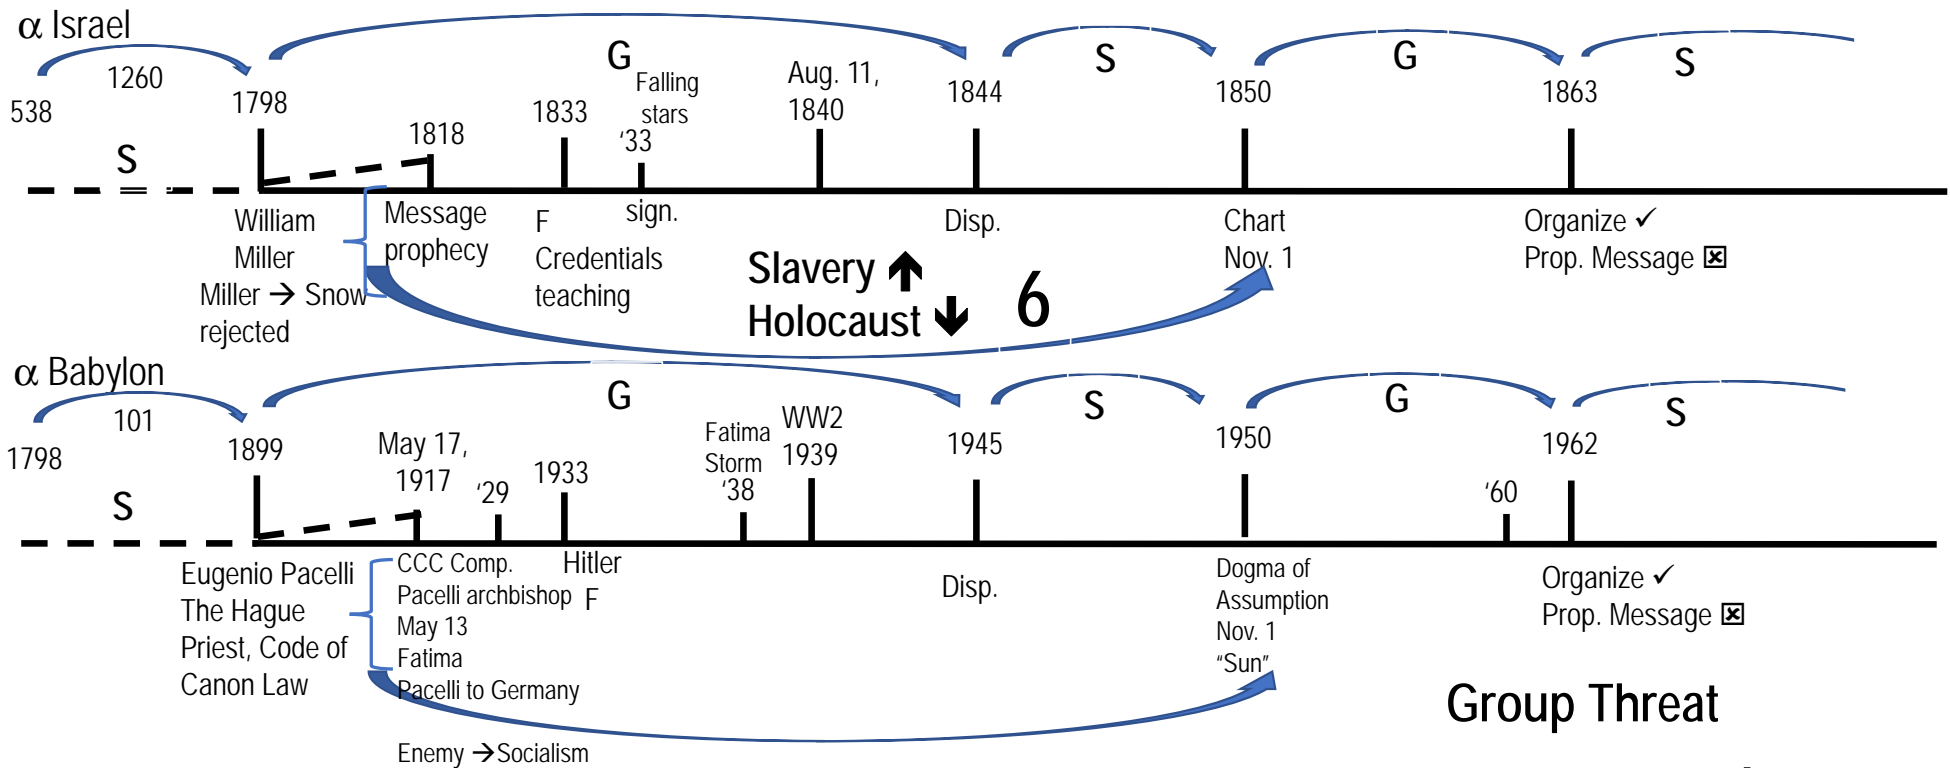 α Israel
1260
538
S
1798
G
Falling
stars
1818
1833
‘33
Aug. 11,
1840
1844
S
1850
G
1863
S
William
Miller
Miller → Snow
rejected
Message
prophecy
F
Credentials
teaching
sign.
Slavery ↑
Holocaust ↓
6
Disp.
Chart
Nov. 1
Organize ✓
Prop. Message ☒
α Babylon
101
1798
S
1899
G
May 17,
1917
‘29
1933
Fatima
Storm
‘38
WW2
1939
1945
S
1950
G
‘60
1962
S
Eugenio Pacelli
The Hague
Priest, Code of
Canon Law
CCC Comp.
Pacelli archbishop
May 13
Fatima
Pacelli to Germany
Enemy → Socialism
Hitler
F
Disp.
Dogma of
Assumption
Nov. 1
“Sun”
Organize ✓
Prop. Message ☒
Group Threat